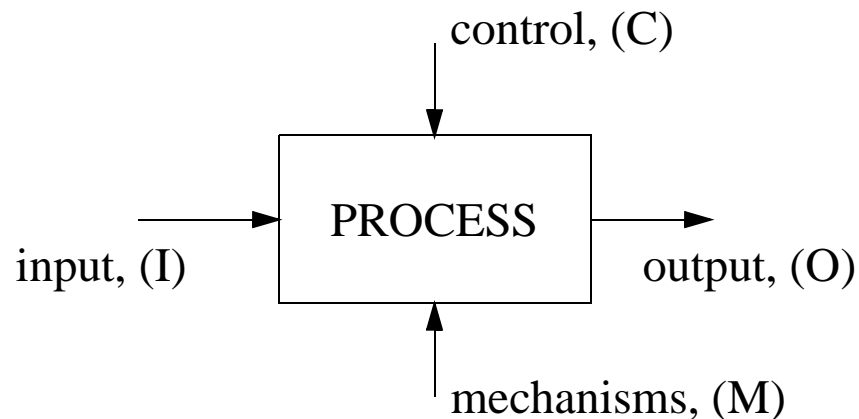 control, (C)
PROCESS
input, (I)
output, (O)
mechanisms, (M)